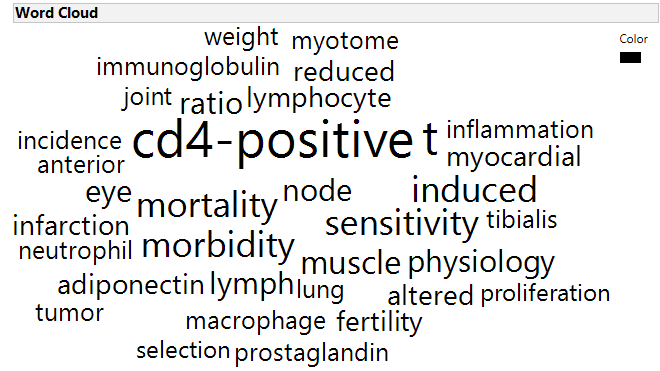 Word Cloud
Color
weight myotome
immunoglobulin reduced
joint ratio lymphocyte
incidence cd4-positive t inflammation
anterior myocardial
eye mortality node induced
infarction sensitivity tibialis
neutrophil morbidity muscle physiology
adiponectin lymph lung altered proliferation
tumor macrophage fertility
selection prostaglandin